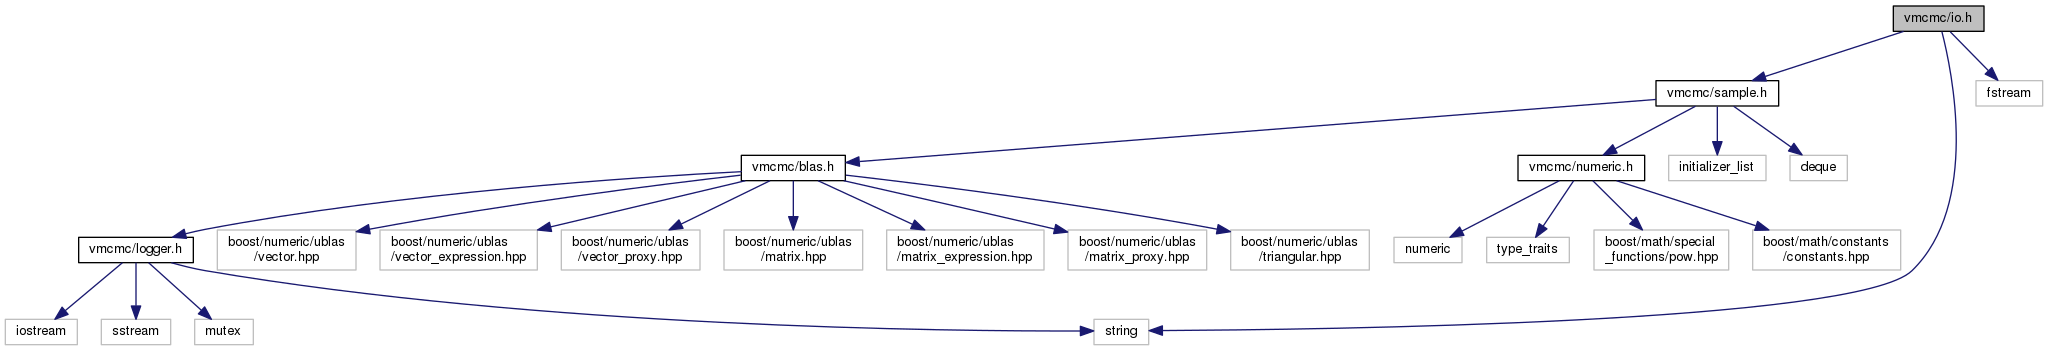 vmcmc/io.h
vmcmc/sample.h
fstream
vmcmc/blas.h
vmcmc/numeric.h
initializer_list
deque
vmcmc/logger.h
boost/numeric/ublas
/vector.hpp
boost/numeric/ublas
/vector_expression.hpp
boost/numeric/ublas
/vector_proxy.hpp
boost/numeric/ublas
/matrix.hpp
boost/numeric/ublas
/matrix_expression.hpp
boost/numeric/ublas
/matrix_proxy.hpp
boost/numeric/ublas
/triangular.hpp
numeric
type_traits
boost/math/special
_functions/pow.hpp
boost/math/constants
/constants.hpp
iostream
sstream
mutex
string